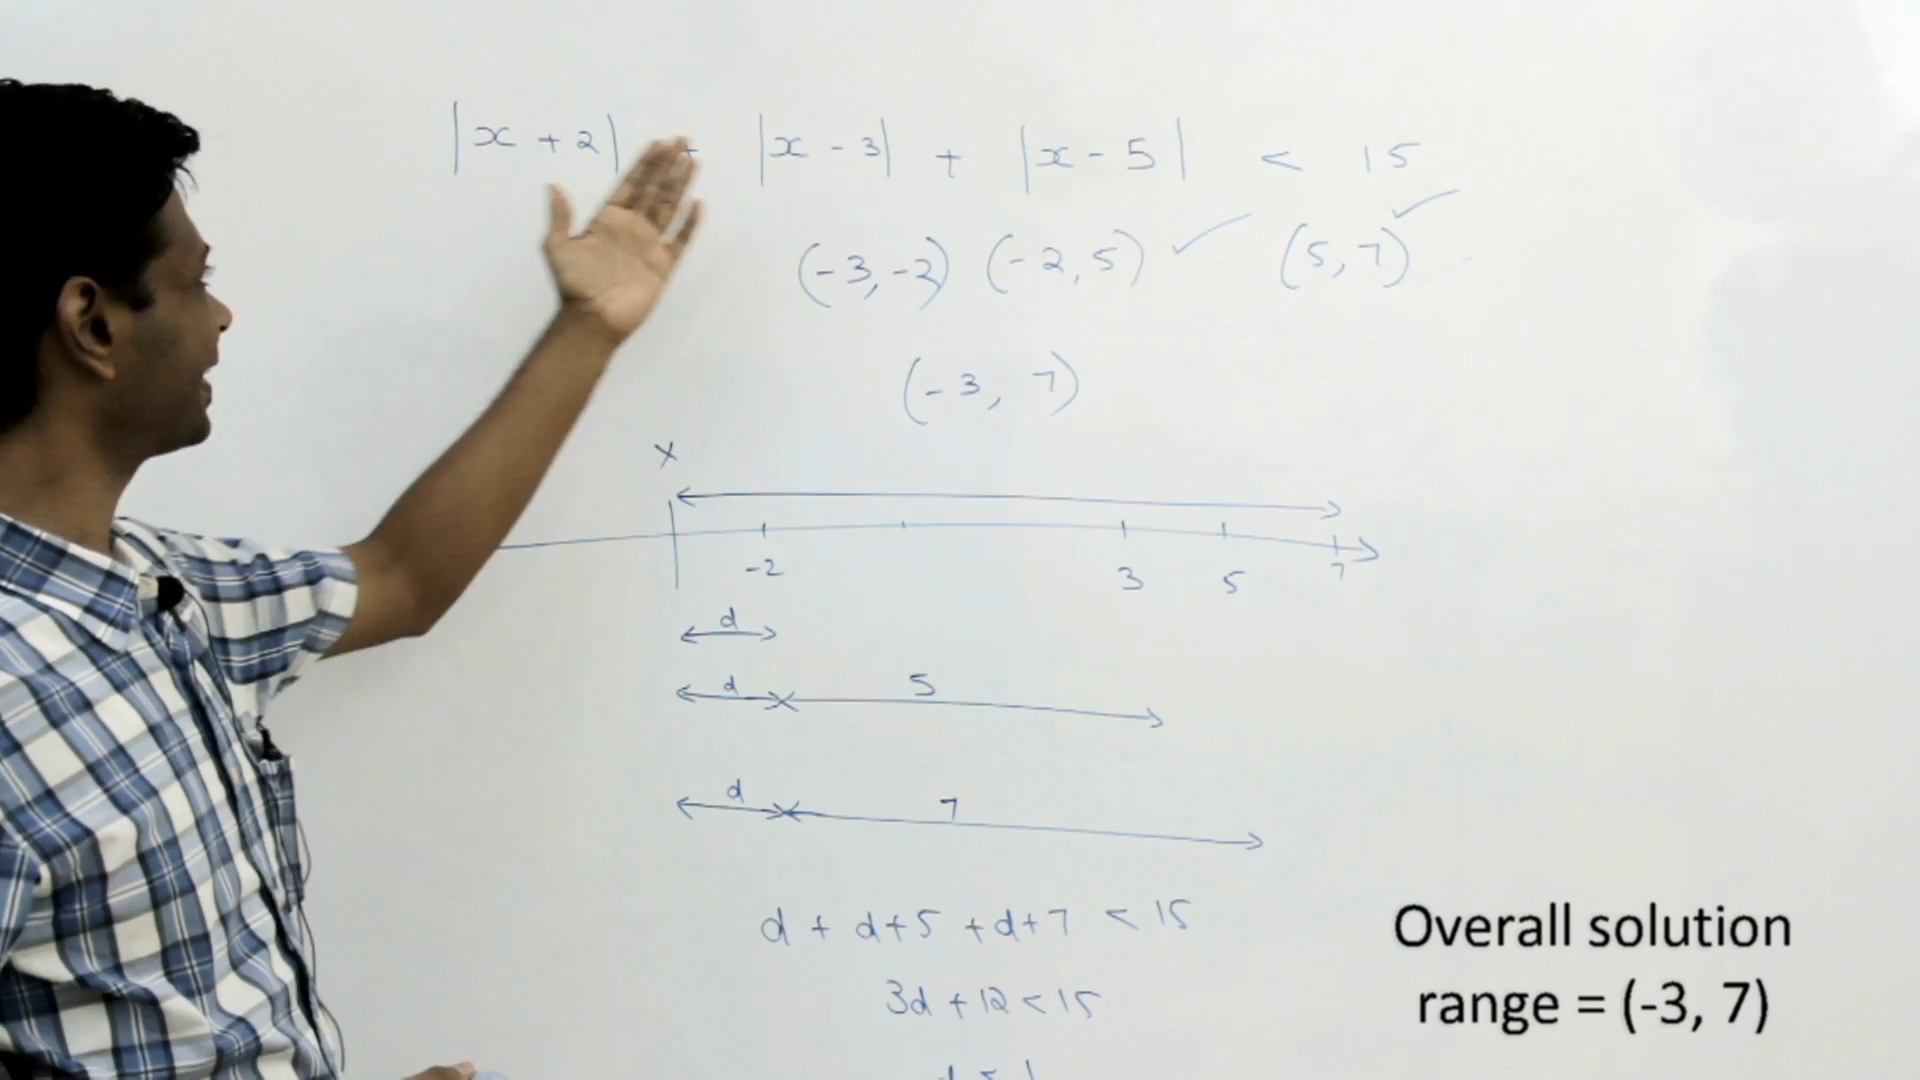 |x + 2| + |x - 3| + |x - 5| < 15
(-3, -2) (-2, 5) ✓ (5, 7) ✓
(-3, 7)
x
-2 3 5 7
d
d 5
d 7
d + d+5 + d+7 < 15
3d + 12 < 15
Overall solution
range = (-3, 7)